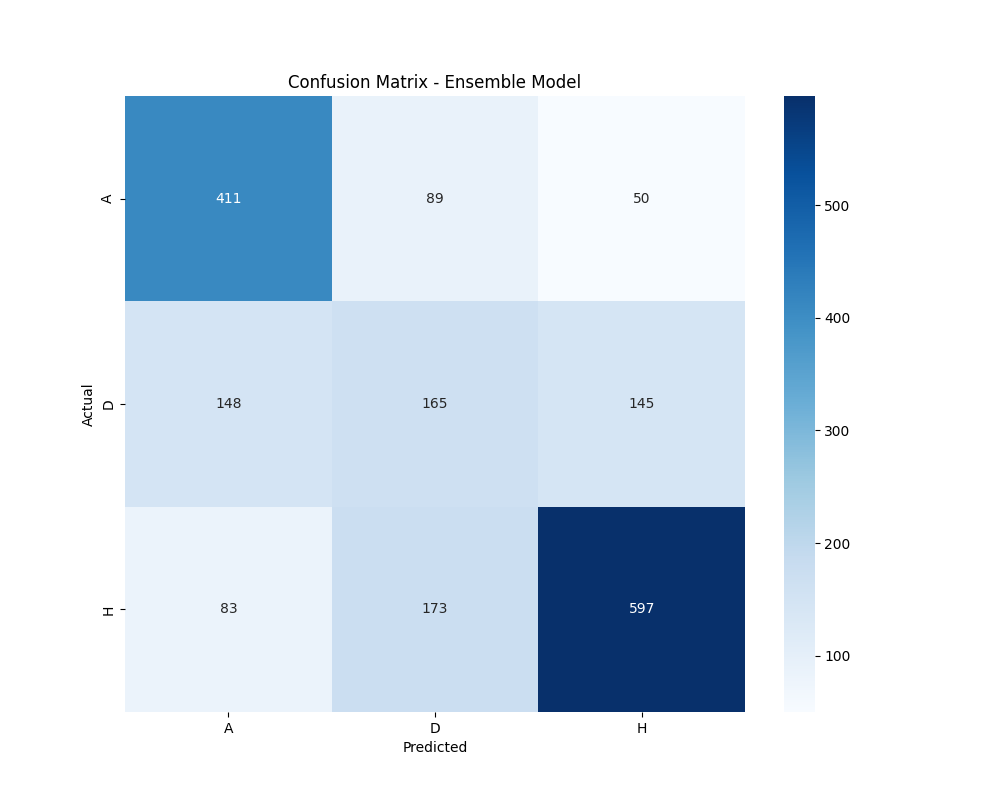 Confusion Matrix - Ensemble Model
A 411 89 50
D 148 165 145
H 83 173 597
A D H
Predicted
Actual
500
400
300
200
100